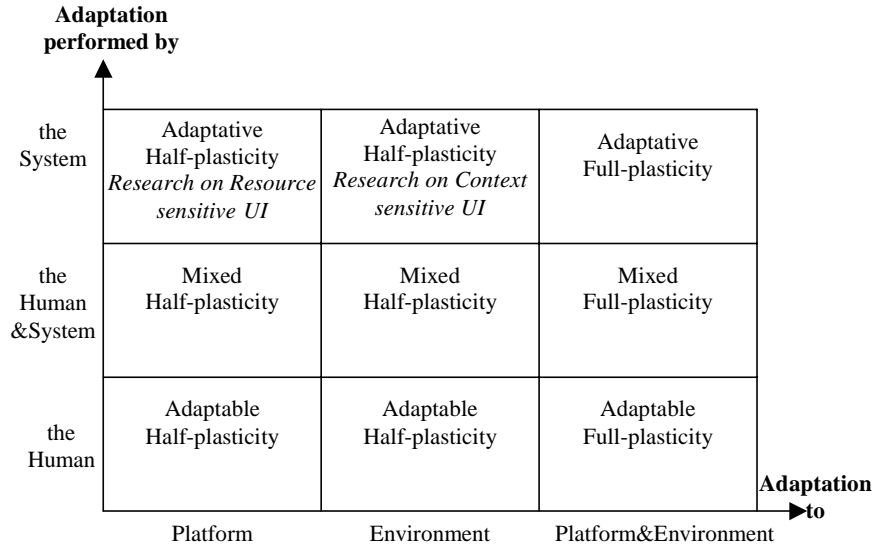 Adaptation
performed by
the
System
Adaptative
Half-plasticity
Research on Resource
sensitive UI
Adaptative
Half-plasticity
Research on Context
sensitive UI
Adaptative
Full-plasticity
the
Human
&System
Mixed
Half-plasticity
Mixed
Half-plasticity
Mixed
Full-plasticity
the
Human
Adaptable
Half-plasticity
Adaptable
Half-plasticity
Adaptable
Full-plasticity
Adaptation
to
Platform
Environment
Platform&Environment